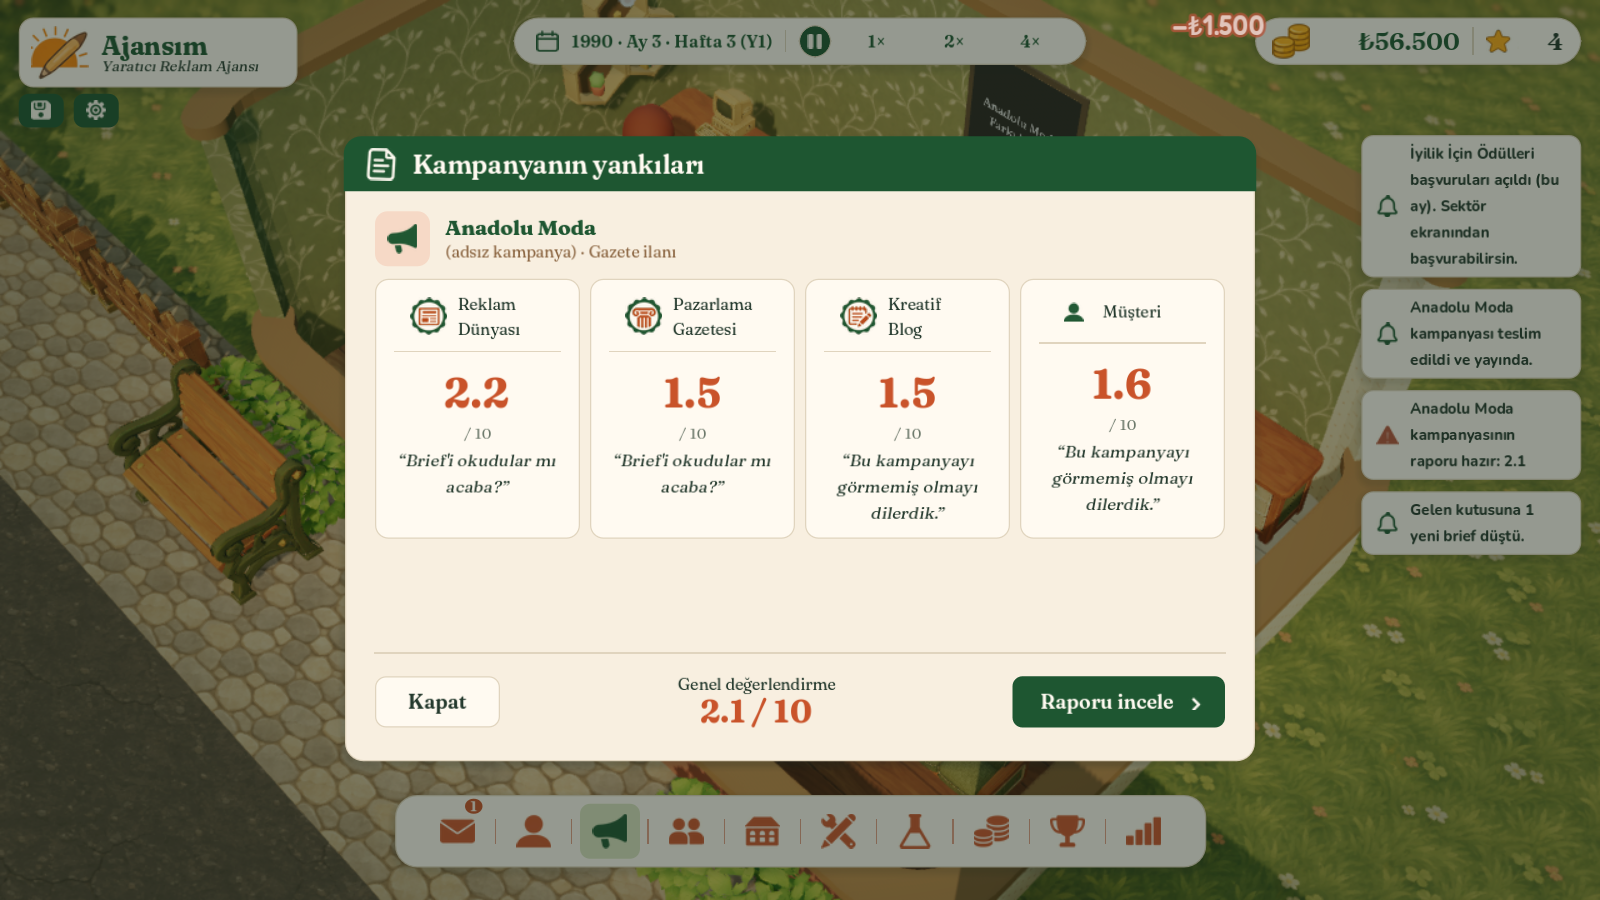 Ajansım
Yaratıcı Reklam Ajansı
1990 · Ay 3 · Hafta 3 (Y1)
1×
2×
4×
−₺1.500
₺56.500
4
Anadolu Mo
Kampanyanın yankıları
Anadolu Moda
(adsız kampanya) · Gazete ilanı
Reklam
Dünyası
2.2
/ 10
“Brief'i okudular mı
acaba?”
Pazarlama
Gazetesi
1.5
/ 10
“Brief'i okudular mı
acaba?”
Kreatif
Blog
1.5
/ 10
“Bu kampanyayı
görmemiş olmayı
dilerdik.”
Müşteri
1.6
/ 10
“Bu kampanyayı
görmemiş olmayı
dilerdik.”
Kapat
Genel değerlendirme
2.1 / 10
Raporu incele
İyilik İçin Ödülleri
başvuruları açıldı (bu
ay). Sektör
ekranından
başvurabilirsin.
Anadolu Moda
kampanyası teslim
edildi ve yayında.
Anadolu Moda
kampanyasının
raporu hazır: 2.1
Gelen kutusuna 1
yeni brief düştü.
1